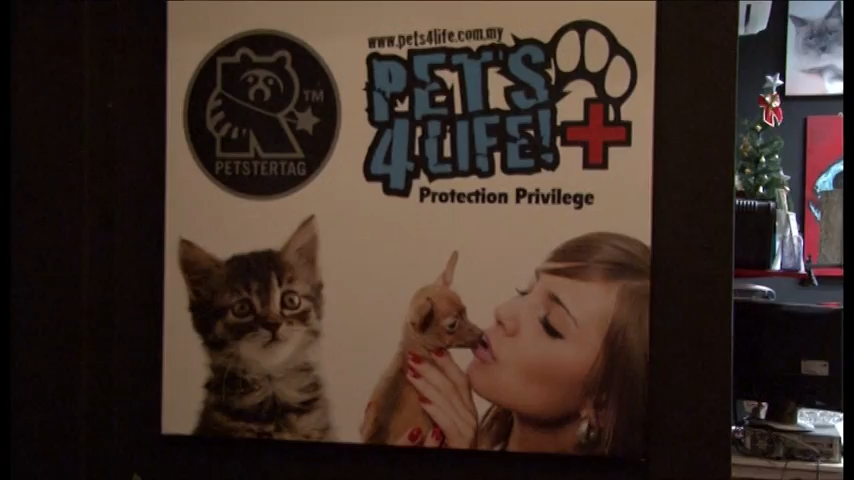 PETSTERTAG
TM
www.pets4life.com.my
PET'S
4 LIFE!
Protection Privilege